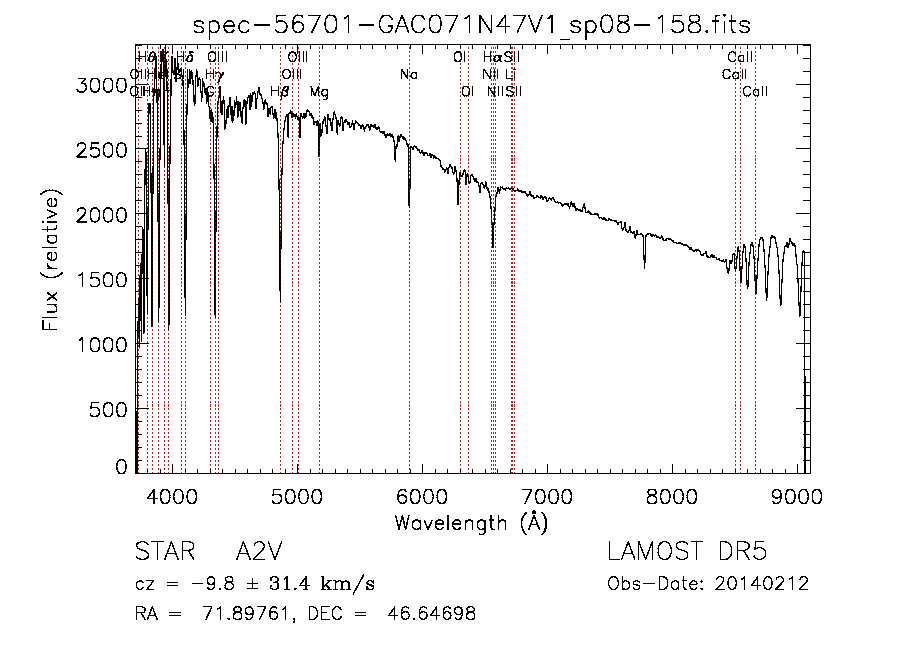 spec-56701-GAC071N47V1_sp08-158.fits
Hδ OIII OIII OI Hα SII CaII
OII Hγ OIII Na NII Li CaII
Hβ Mg OI NII SII CaII
3000
2500
2000
1500
1000
500
0
Flux (relative)
4000 5000 6000 7000 8000 9000
Wavelength (Å)
STAR A2V LAMOST DR5
cz = -9.8 ± 31.4 km/s Obs-Date: 20140212
RA = 71.89761, DEC = 46.64698